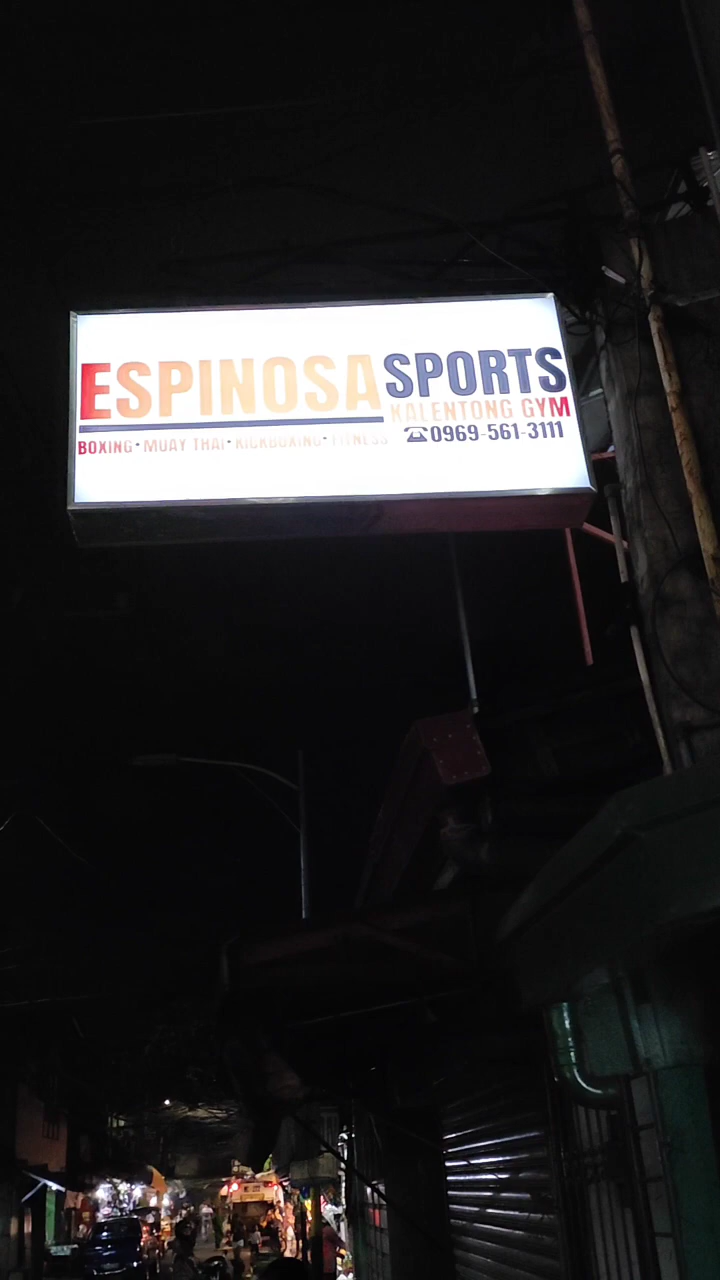 ESPINOSA SPORTS
KALENTONG GYM
BOXING • MUAY THAI • KICKBOXING • FITNESS
☎0969-561-3111